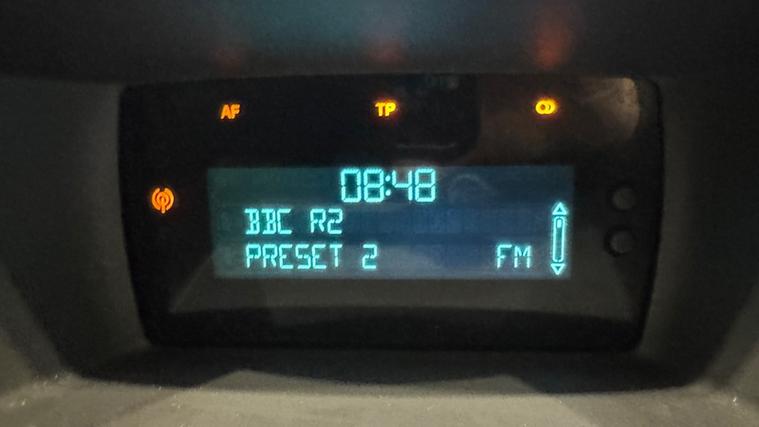 AF TP
08:48
BBC R2
PRESET 2 FM